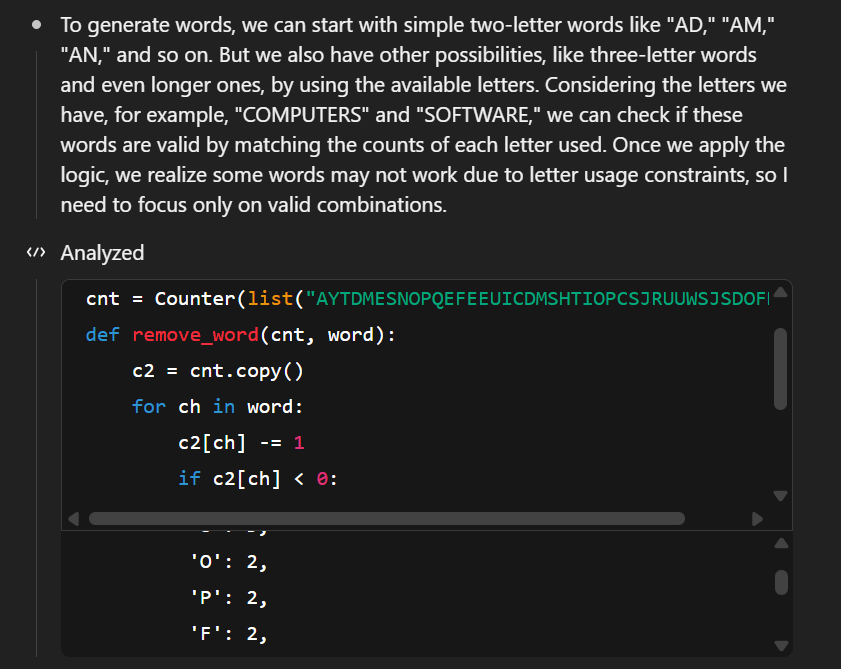 To generate words, we can start with simple two-letter words like "AD," "AM,"
"AN," and so on. But we also have other possibilities, like three-letter words
and even longer ones, by using the available letters. Considering the letters we
have, for example, "COMPUTERS" and "SOFTWARE," we can check if these
words are valid by matching the counts of each letter used. Once we apply the
logic, we realize some words may not work due to letter usage constraints, so I
need to focus only on valid combinations.
Analyzed
cnt = Counter(list("AYTDMESNOPQEFEEUICDMSHTIOPCSJRUUWSJSDOF
def remove_word(cnt, word):
c2 = cnt.copy()
for ch in word:
c2[ch] -= 1
if c2[ch] < 0:
'O': 2,
'P': 2,
'F': 2,